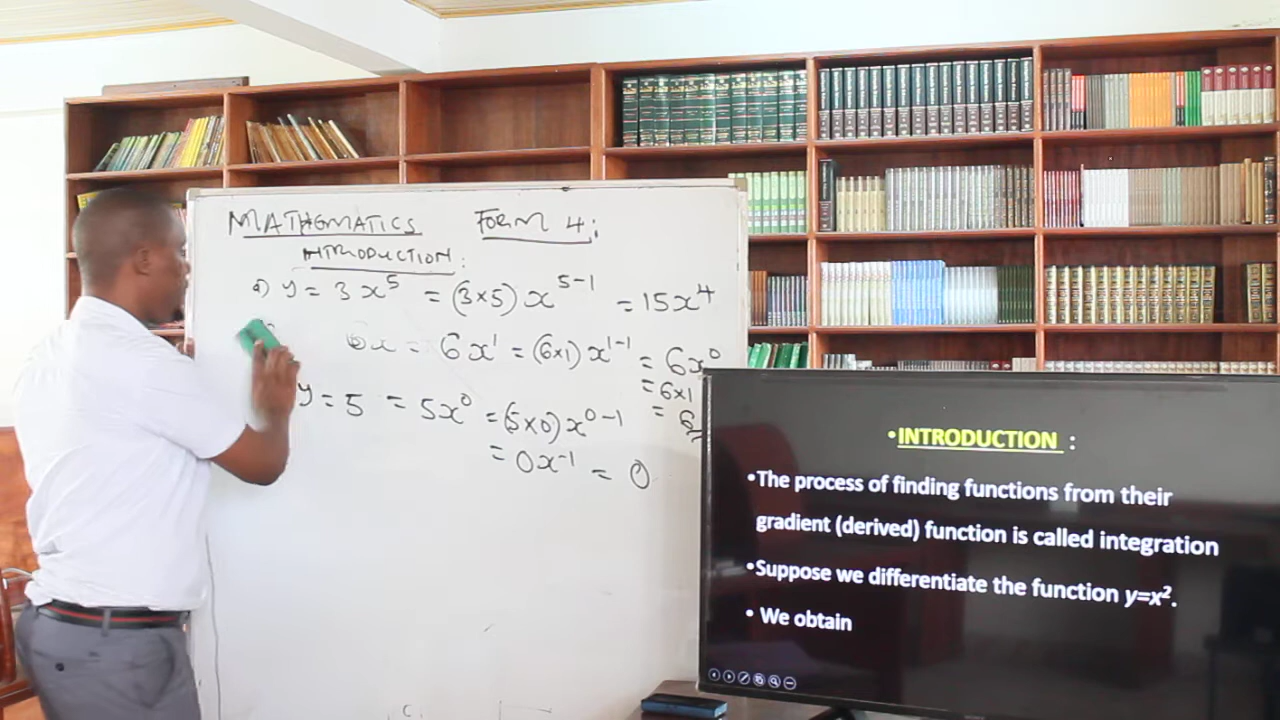 MATHEMATICS FORM 4:
INTRODUCTION:
a) y = 3x⁵ = (3×5) x⁵⁻¹ = 15x⁴
6x = 6x¹ = (6×1) x¹⁻¹ = 6x⁰
= 6×1
= 6
y = 5 = 5x⁰ = (5×0) x⁰⁻¹
= 0x⁻¹ = 0
•INTRODUCTION :
•The process of finding functions from their
gradient (derived) function is called integration
•Suppose we differentiate the function y=x².
• We obtain